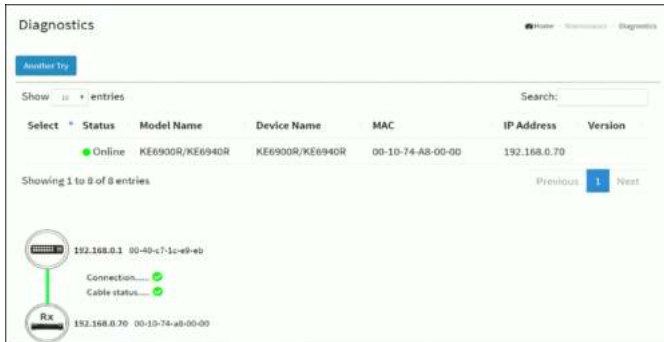 Diagnostics
Home Maintenance Diagnostics
Another Try
Show 10 entries
Search:
Select Status Model Name Device Name MAC IP Address Version
Online KE6900R/KE6940R KE6900R/KE6940R 00-10-74-A8-00-00 192.168.0.70
Showing 1 to 8 of 8 entries
Previous 1 Next
192.168.0.1 00-40-c7-1c-e9-eb
Connection.....
Cable status....
Rx
192.168.0.70 00-10-74-a8-00-00